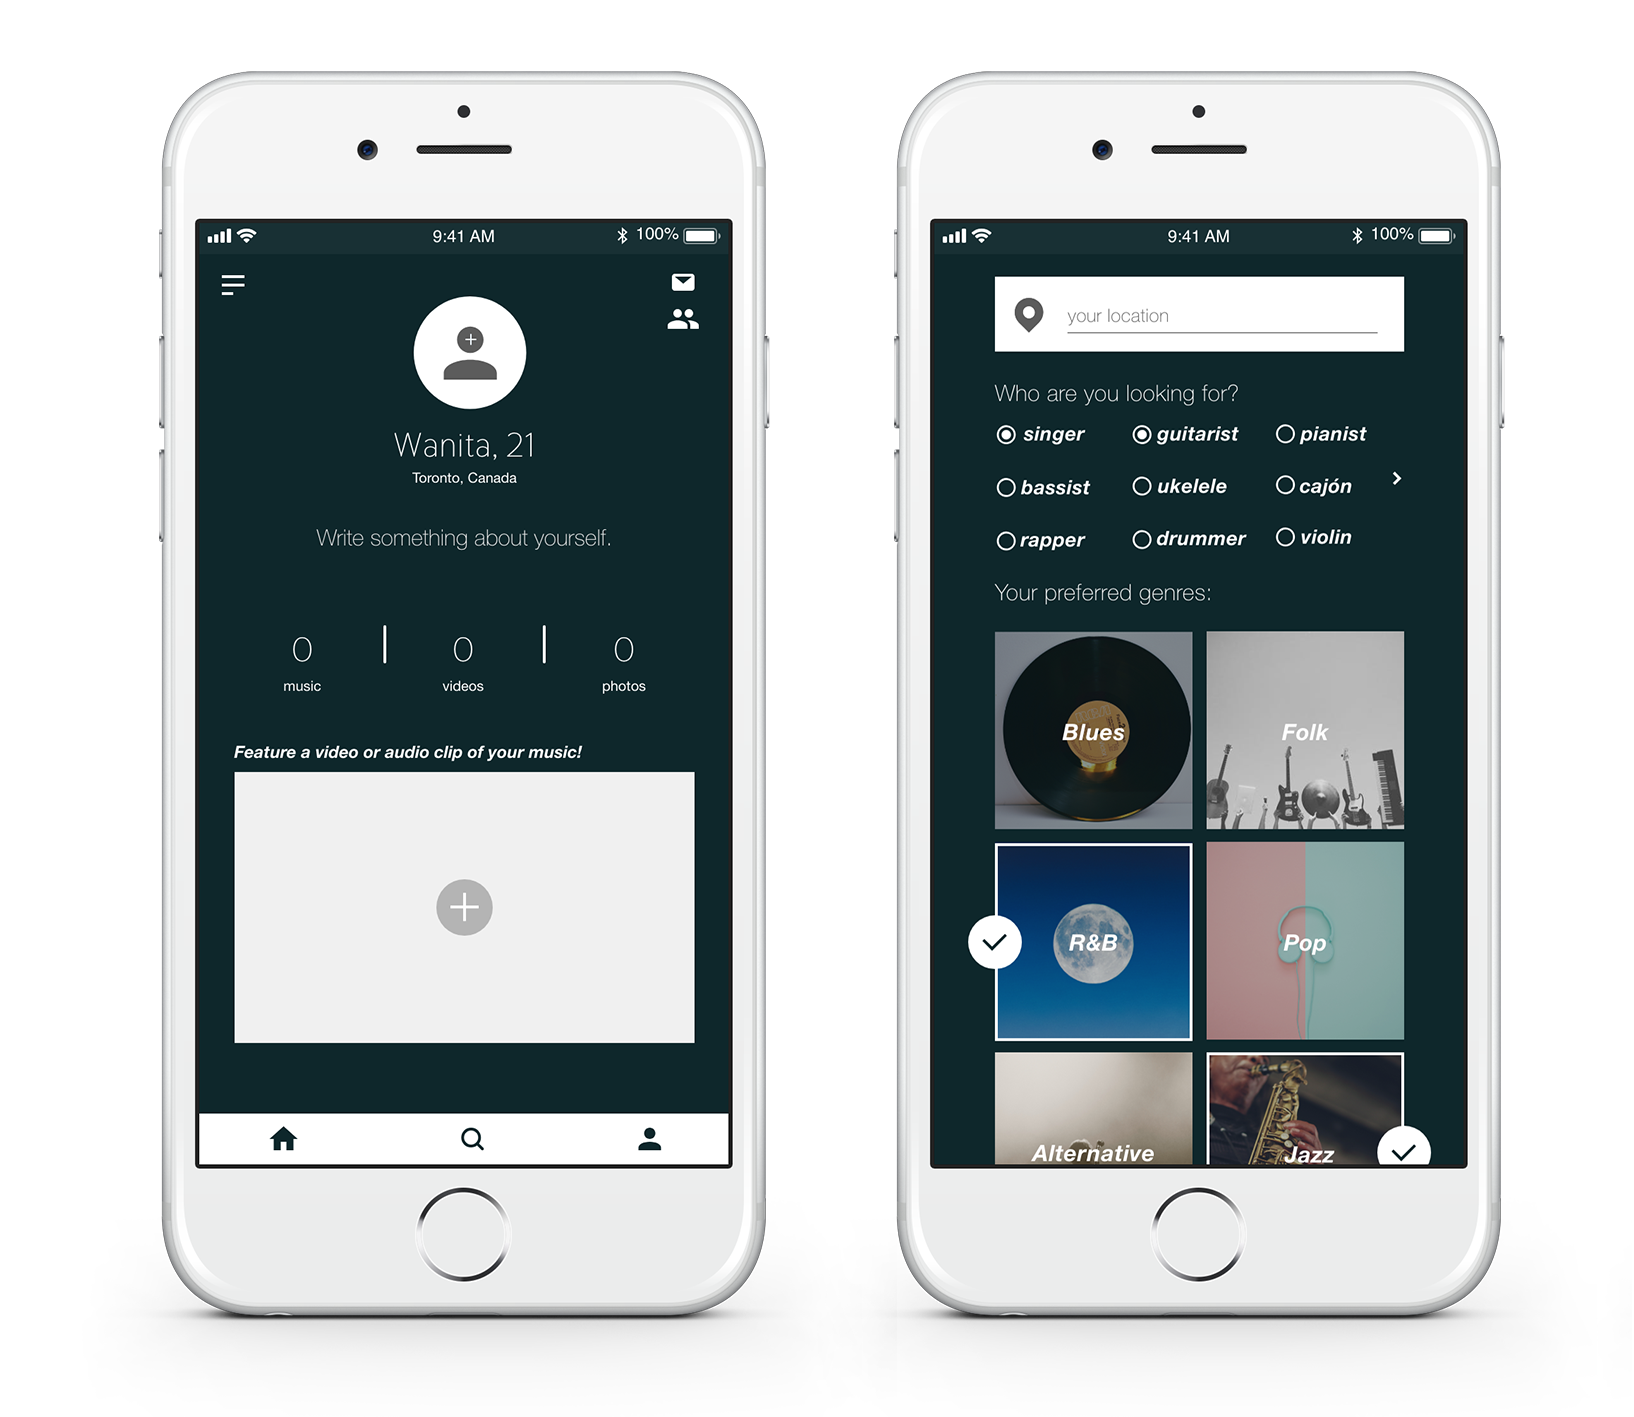 9:41 AM
100%
Wanita, 21
Toronto, Canada
Write something about yourself.
0 0 0
music videos photos
Feature a video or audio clip of your music!
9:41 AM
100%
your location
Who are you looking for?
singer guitarist pianist
bassist ukelele cajón
rapper drummer violin
Your preferred genres:
Blues Folk
R&B Pop
Alternative Jazz